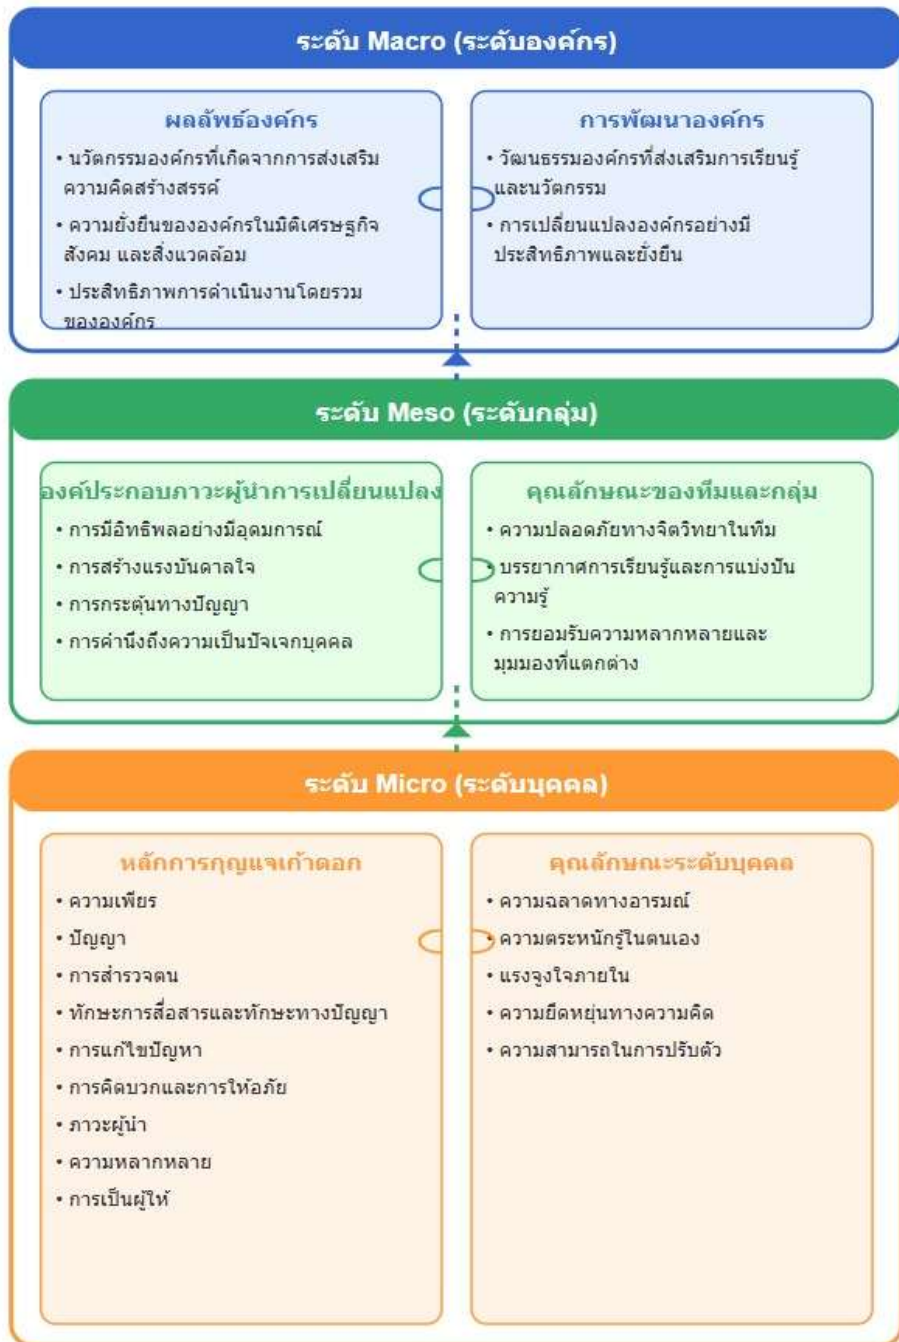 ระดับ Macro (ระดับองค์กร)
ผลลัพธ์องค์กร
• นวัตกรรมองค์กรที่เกิดจากการส่งเสริม
ความคิดสร้างสรรค์
• ความยั่งยืนขององค์กรในมิติเศรษฐกิจ
สังคม และสิ่งแวดล้อม
• ประสิทธิภาพการดำเนินงานโดยรวม
ขององค์กร
การพัฒนาองค์กร
• วัฒนธรรมองค์กรที่ส่งเสริมการเรียนรู้
และนวัตกรรม
• การเปลี่ยนแปลงองค์กรอย่างมี
ประสิทธิภาพและยั่งยืน
ระดับ Meso (ระดับกลุ่ม)
องค์ประกอบภาวะผู้นำการเปลี่ยนแปลง
• การมีอิทธิพลอย่างมีอุดมการณ์
• การสร้างแรงบันดาลใจ
• การกระตุ้นทางปัญญา
• การคำนึงถึงความเป็นปัจเจกบุคคล
คุณลักษณะของทีมและกลุ่ม
• ความปลอดภัยทางจิตวิทยาในทีม
• บรรยากาศการเรียนรู้และการแบ่งปัน
ความรู้
• การยอมรับความหลากหลายและ
มุมมองที่แตกต่าง
ระดับ Micro (ระดับบุคคล)
หลักการกุญแจเก้าดอก
• ความเพียร
• ปัญญา
• การสำรวจตน
• ทักษะการสื่อสารและทักษะทางปัญญา
• การแก้ไขปัญหา
• การคิดบวกและการให้อภัย
• ภาวะผู้นำ
• ความหลากหลาย
• การเป็นผู้ให้
คุณลักษณะระดับบุคคล
• ความฉลาดทางอารมณ์
• ความตระหนักรู้ในตนเอง
• แรงจูงใจภายใน
• ความยืดหยุ่นทางความคิด
• ความสามารถในการปรับตัว